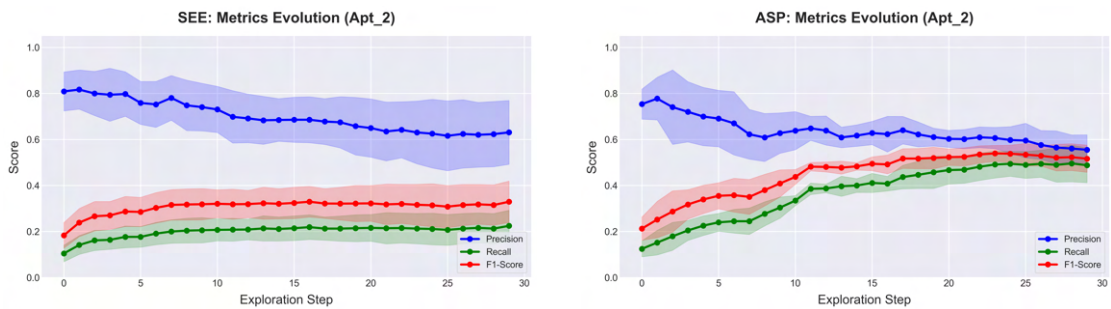 SEE: Metrics Evolution (Apt_2)
1.0
0.8
0.6
0.4
0.2
0.0
Score
0 5 10 15 20 25 30
Exploration Step
Precision
Recall
F1-Score
ASP: Metrics Evolution (Apt_2)
1.0
0.8
0.6
0.4
0.2
0.0
Score
0 5 10 15 20 25 30
Exploration Step
Precision
Recall
F1-Score